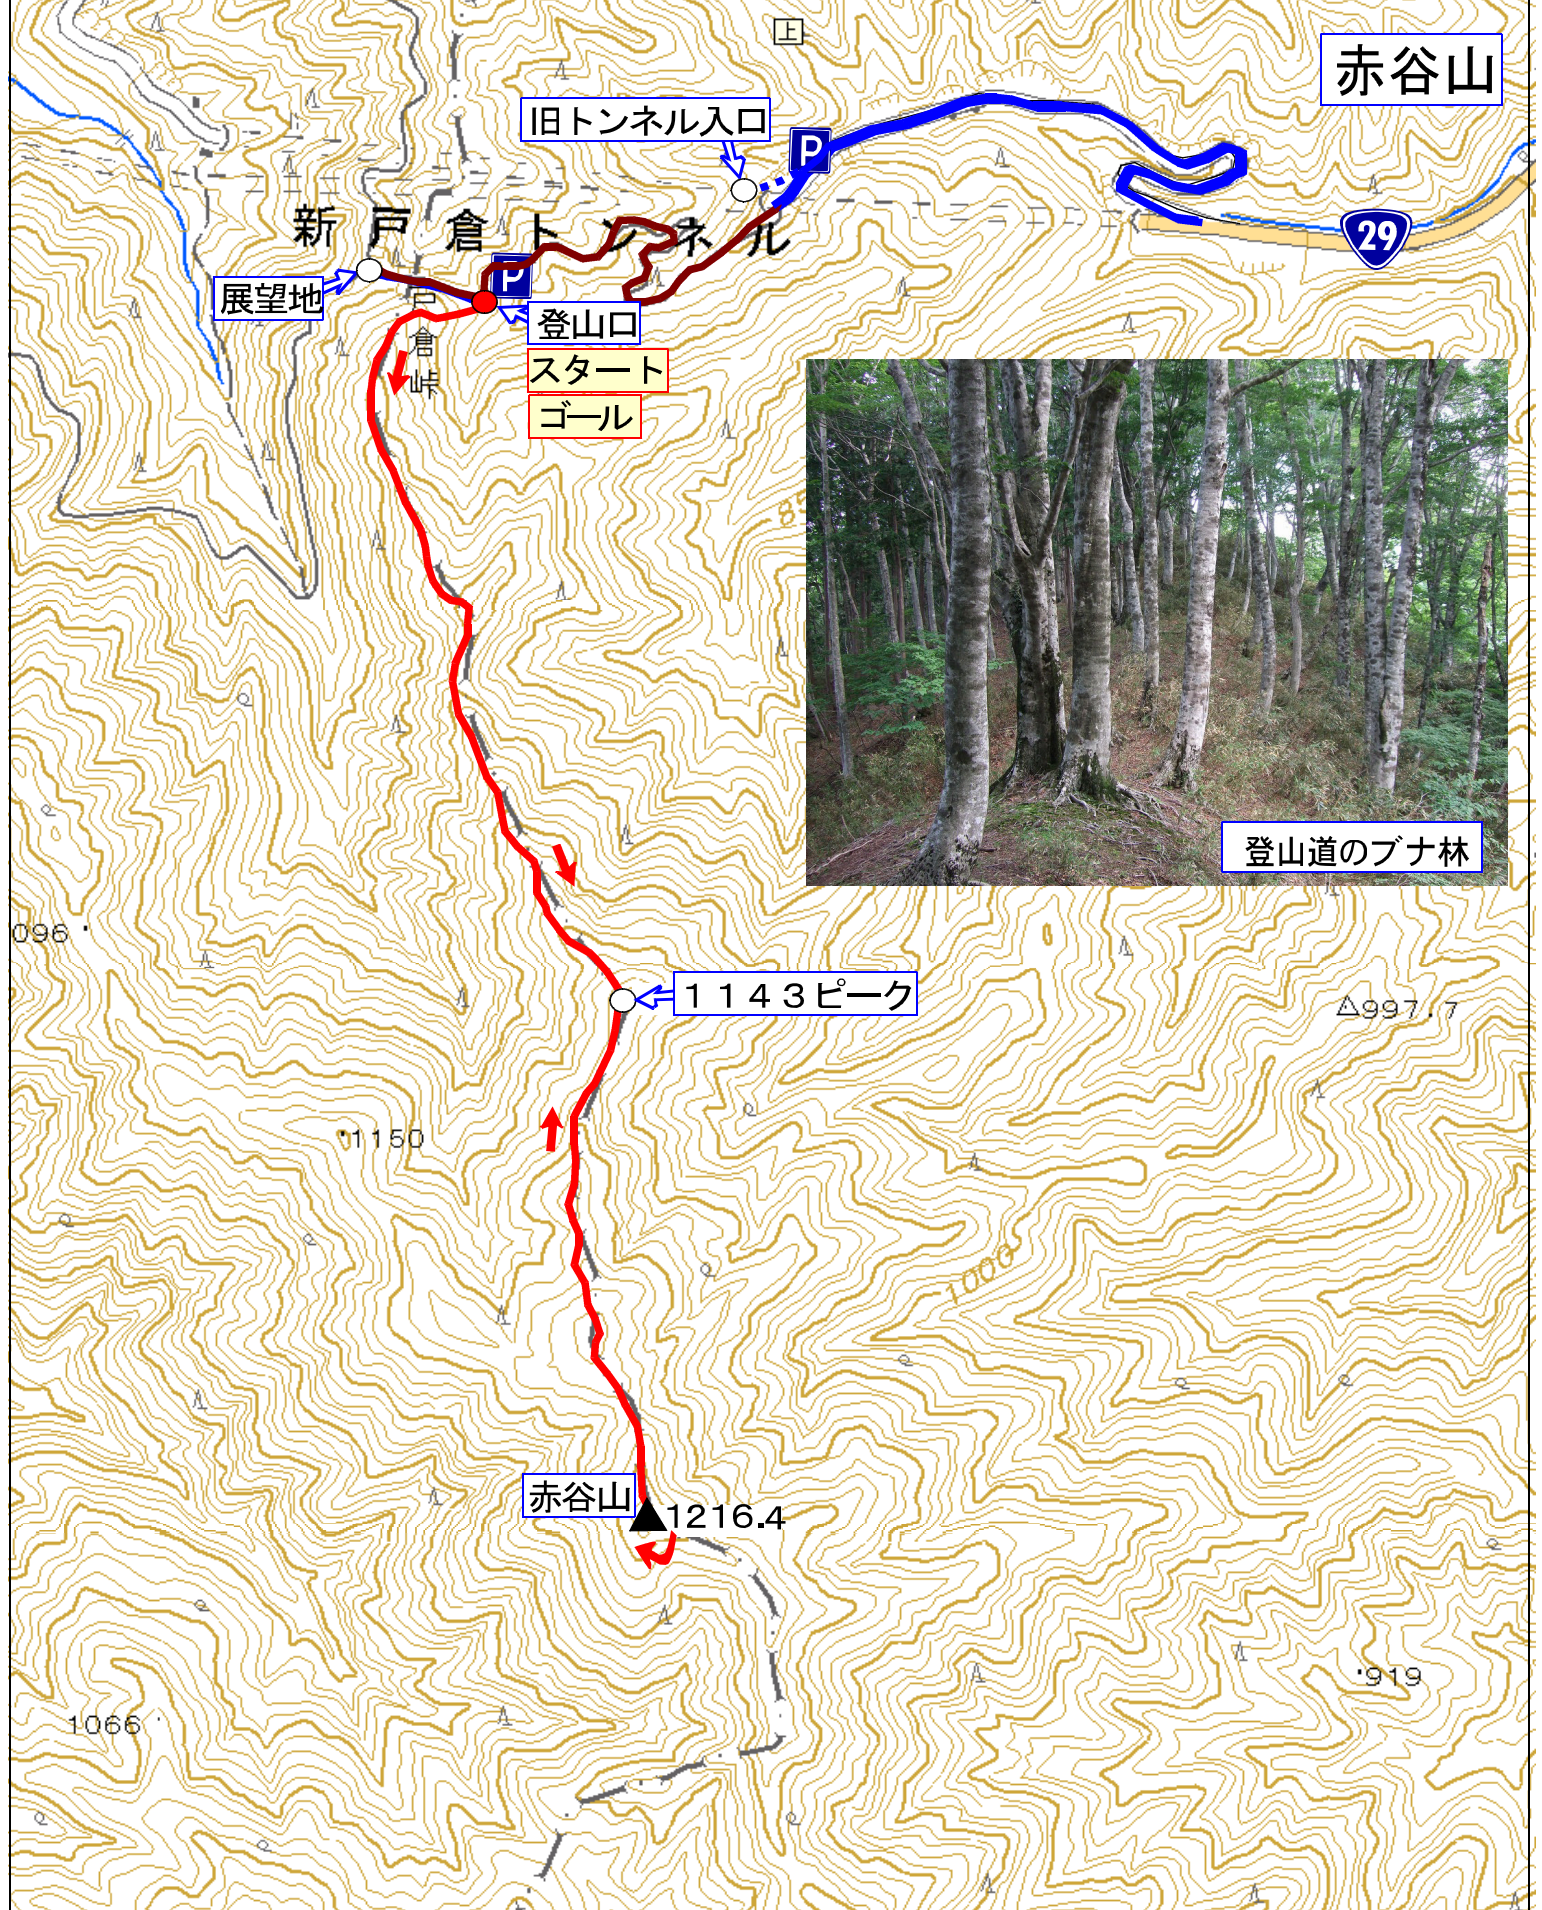 上
赤谷山
旧トンネル入口
P
29
新戸倉トンネル
P
展望地
戸倉峠
登山口
スタート
ゴール
登山道のブナ林
096
1143ピーク
997.7
1150
1000
赤谷山
1216.4
919
1066